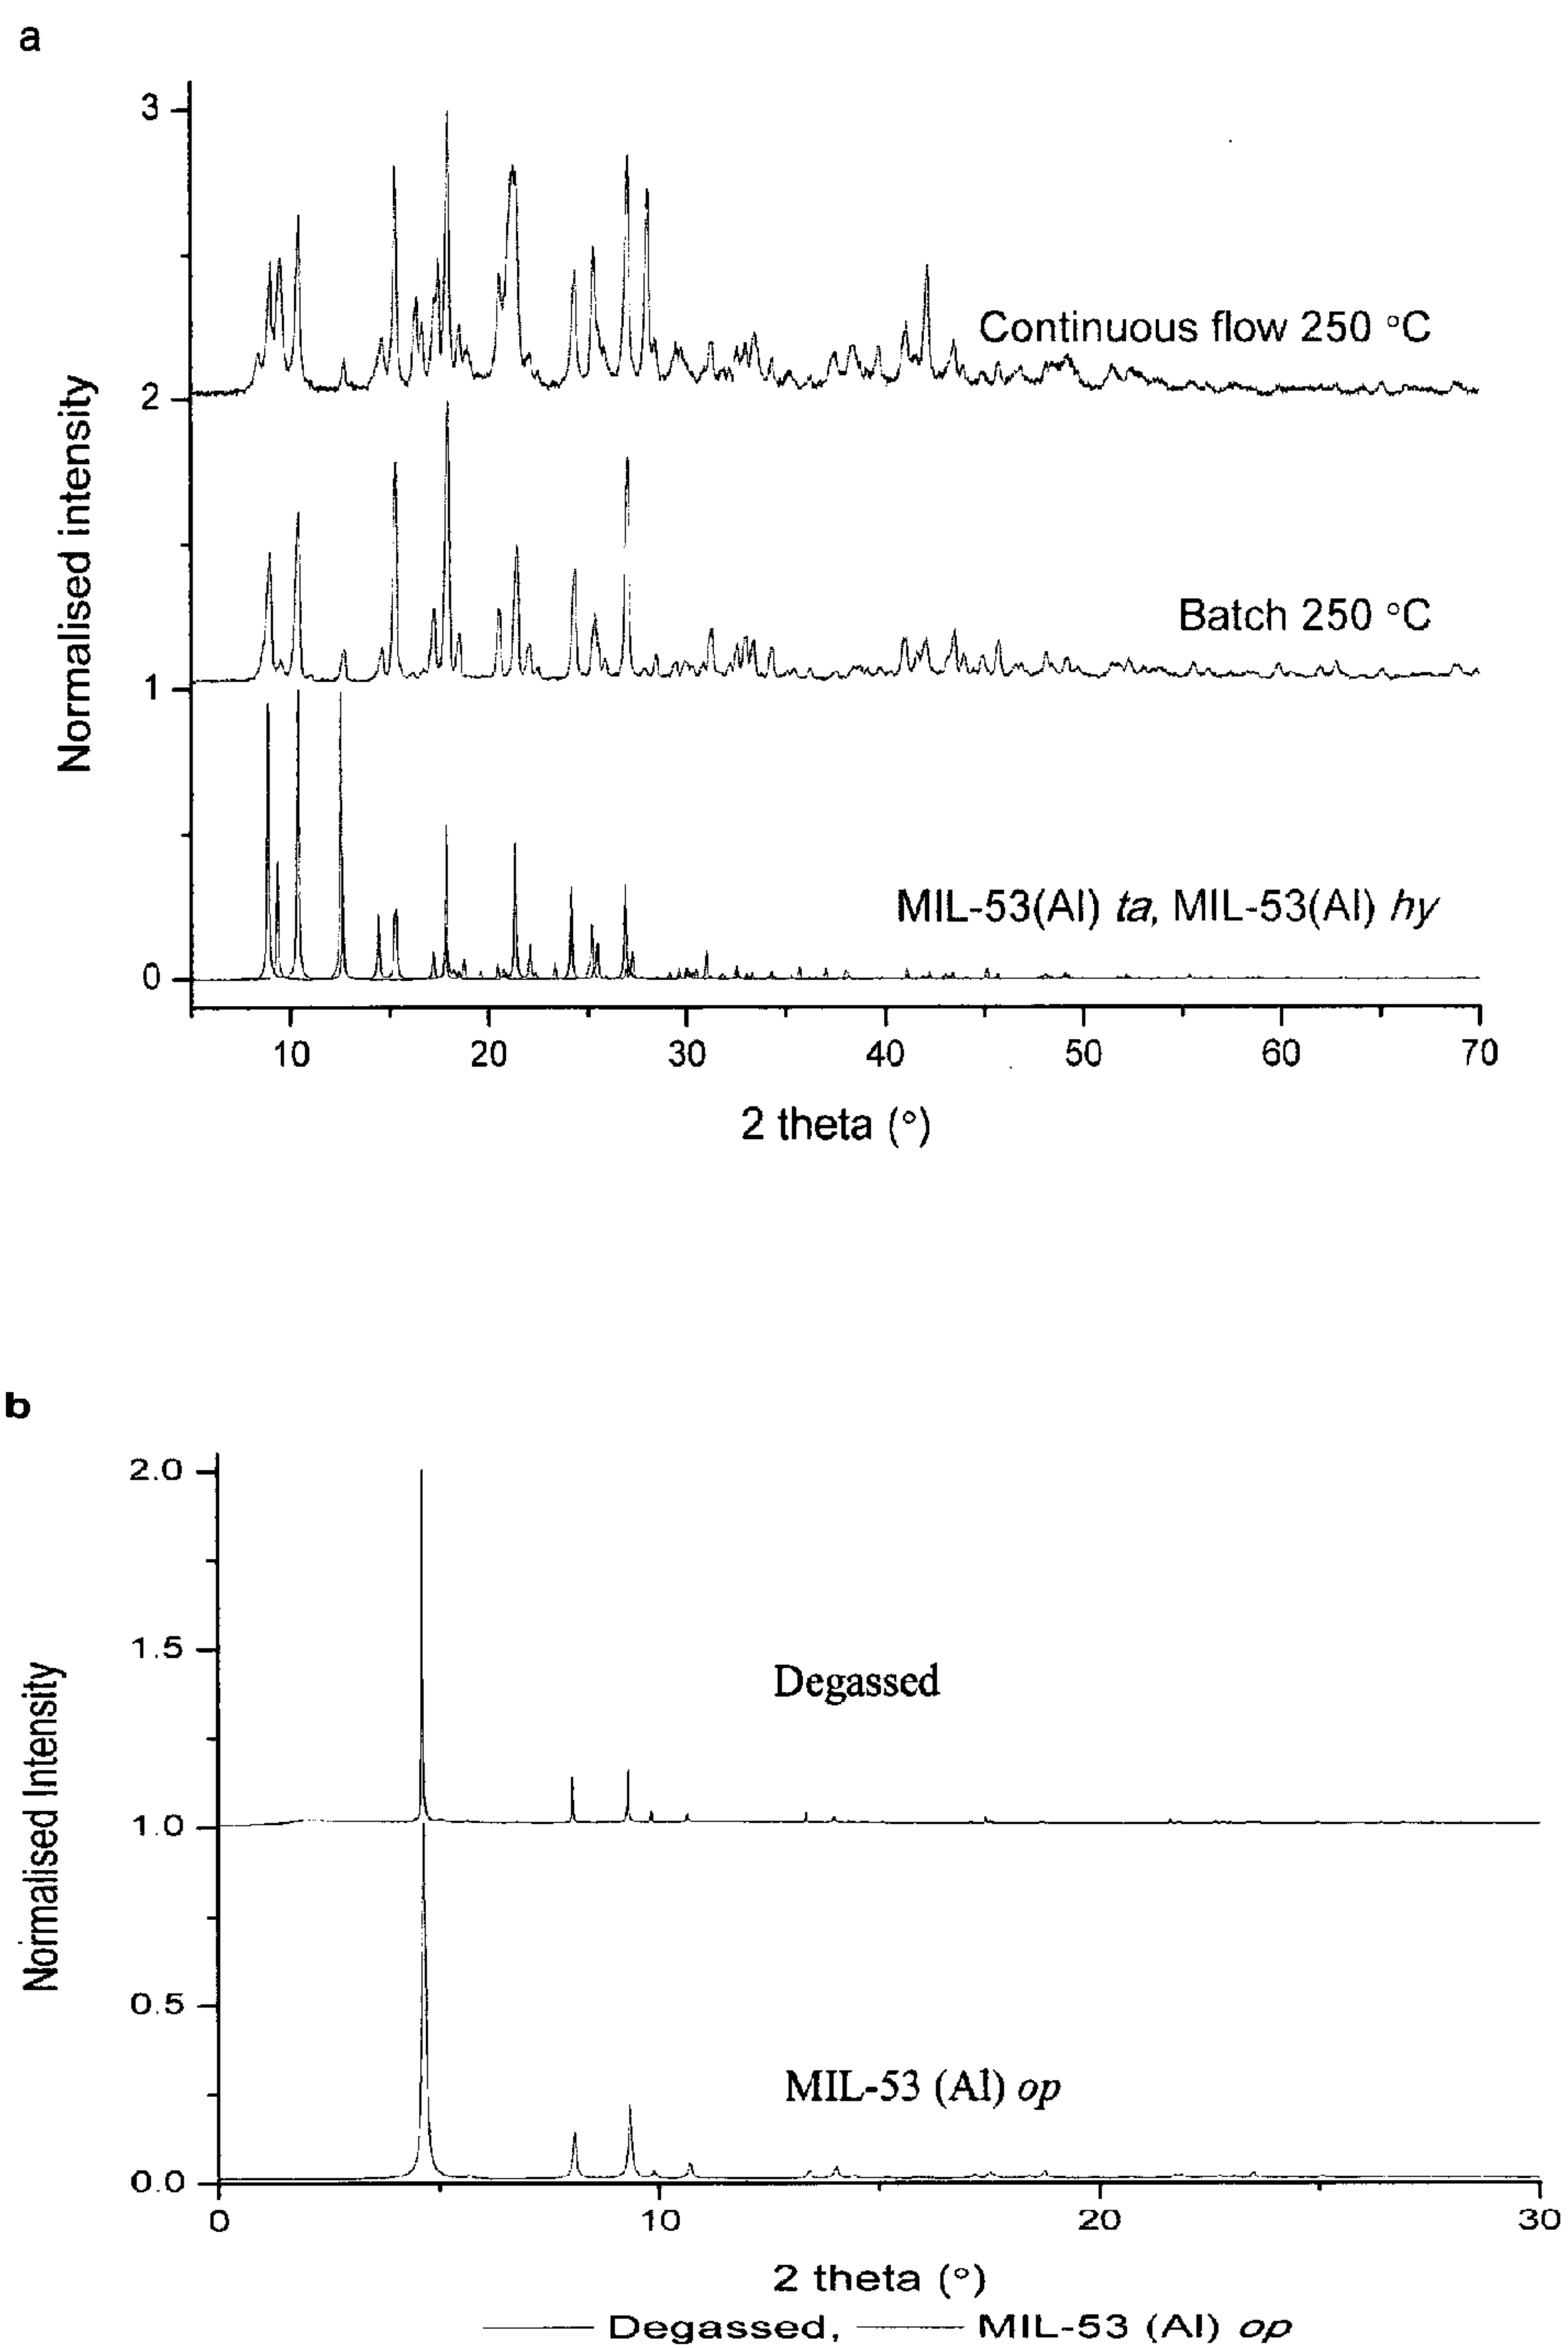 a
3
2
1
0
Normalised intensity
Continuous flow 250 °C
Batch 250 °C
MIL-53(Al) ta, MIL-53(Al) hy
10 20 30 40 50 60 70
2 theta (°)
b
2.0
1.5
1.0
0.5
0.0
Normalised Intensity
Degassed
MIL-53 (Al) op
0 10 20 30
2 theta (°)
Degassed, MIL-53 (Al) op